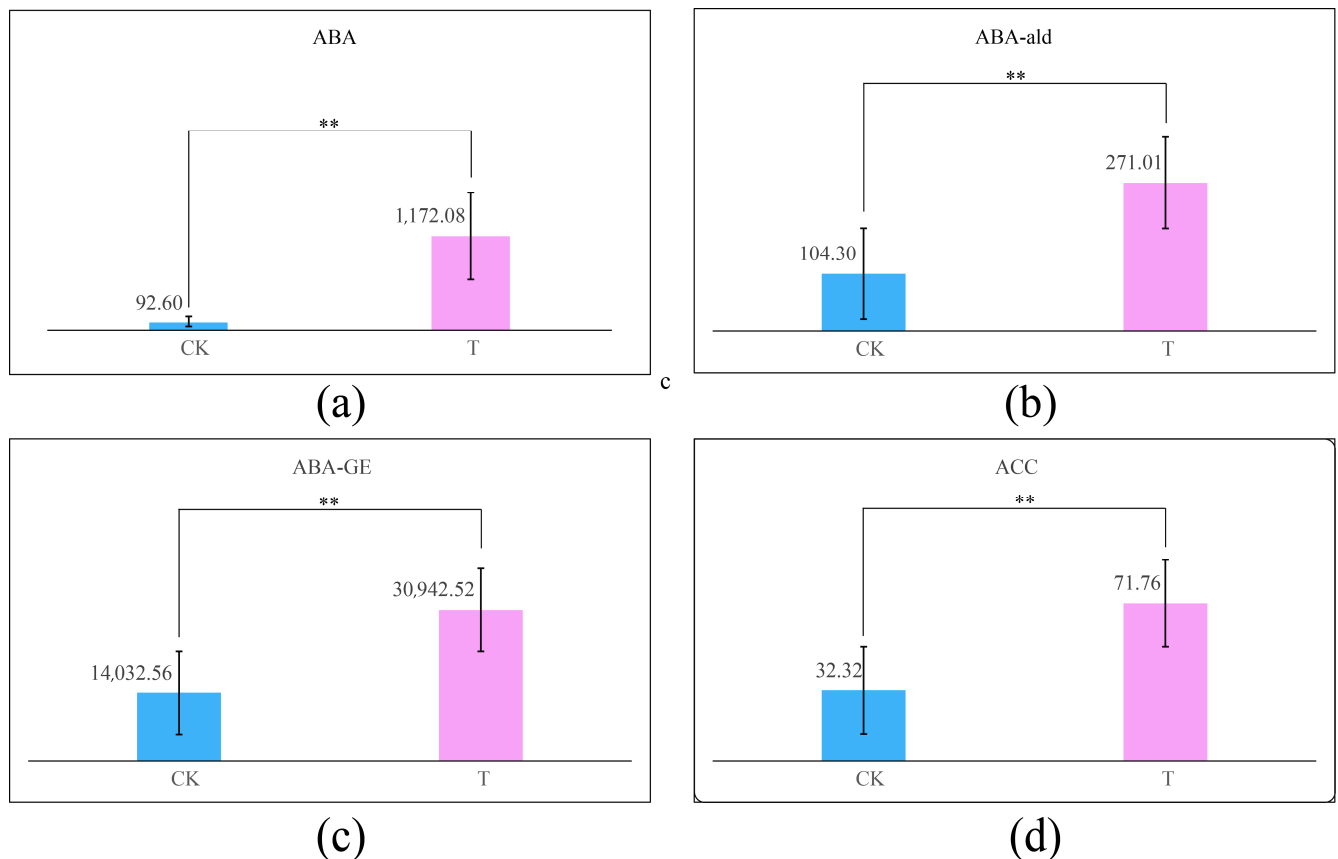 ABA
**
1,172.08
92.60
CK T
(a)
ABA-ald
**
271.01
104.30
CK T
(b)
c
ABA-GE
**
30,942.52
14,032.56
CK T
(c)
ACC
**
71.76
32.32
CK T
(d)